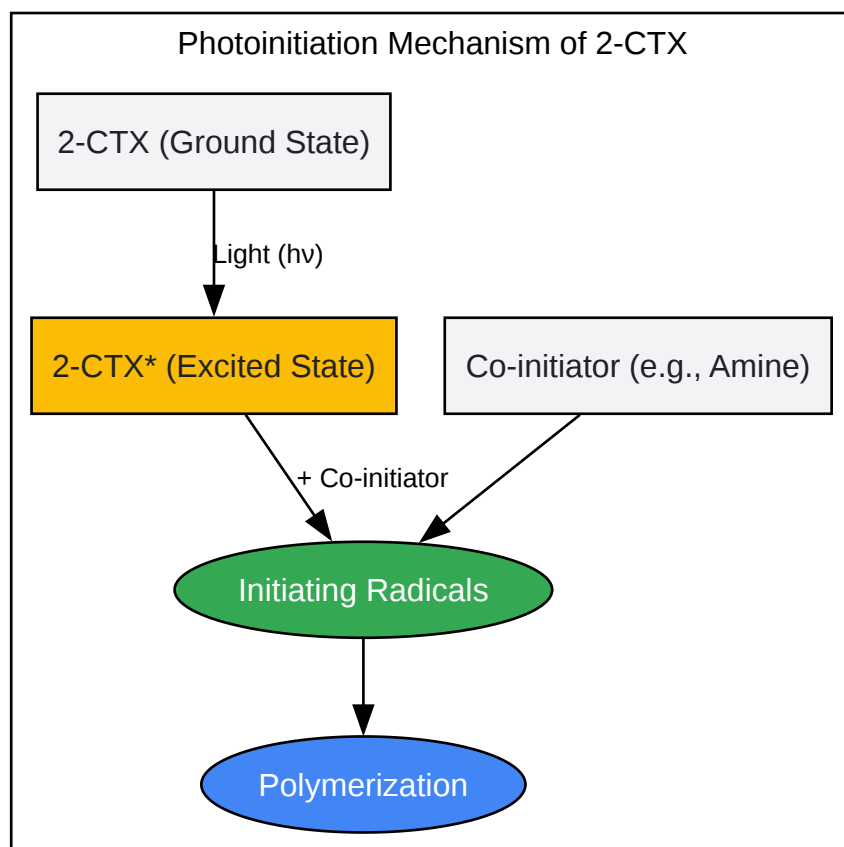 Photoinitiation Mechanism of 2-CTX
2-CTX (Ground State)
Light (hν)
2-CTX* (Excited State)
Co-initiator (e.g., Amine)
+ Co-initiator
Initiating Radicals
Polymerization